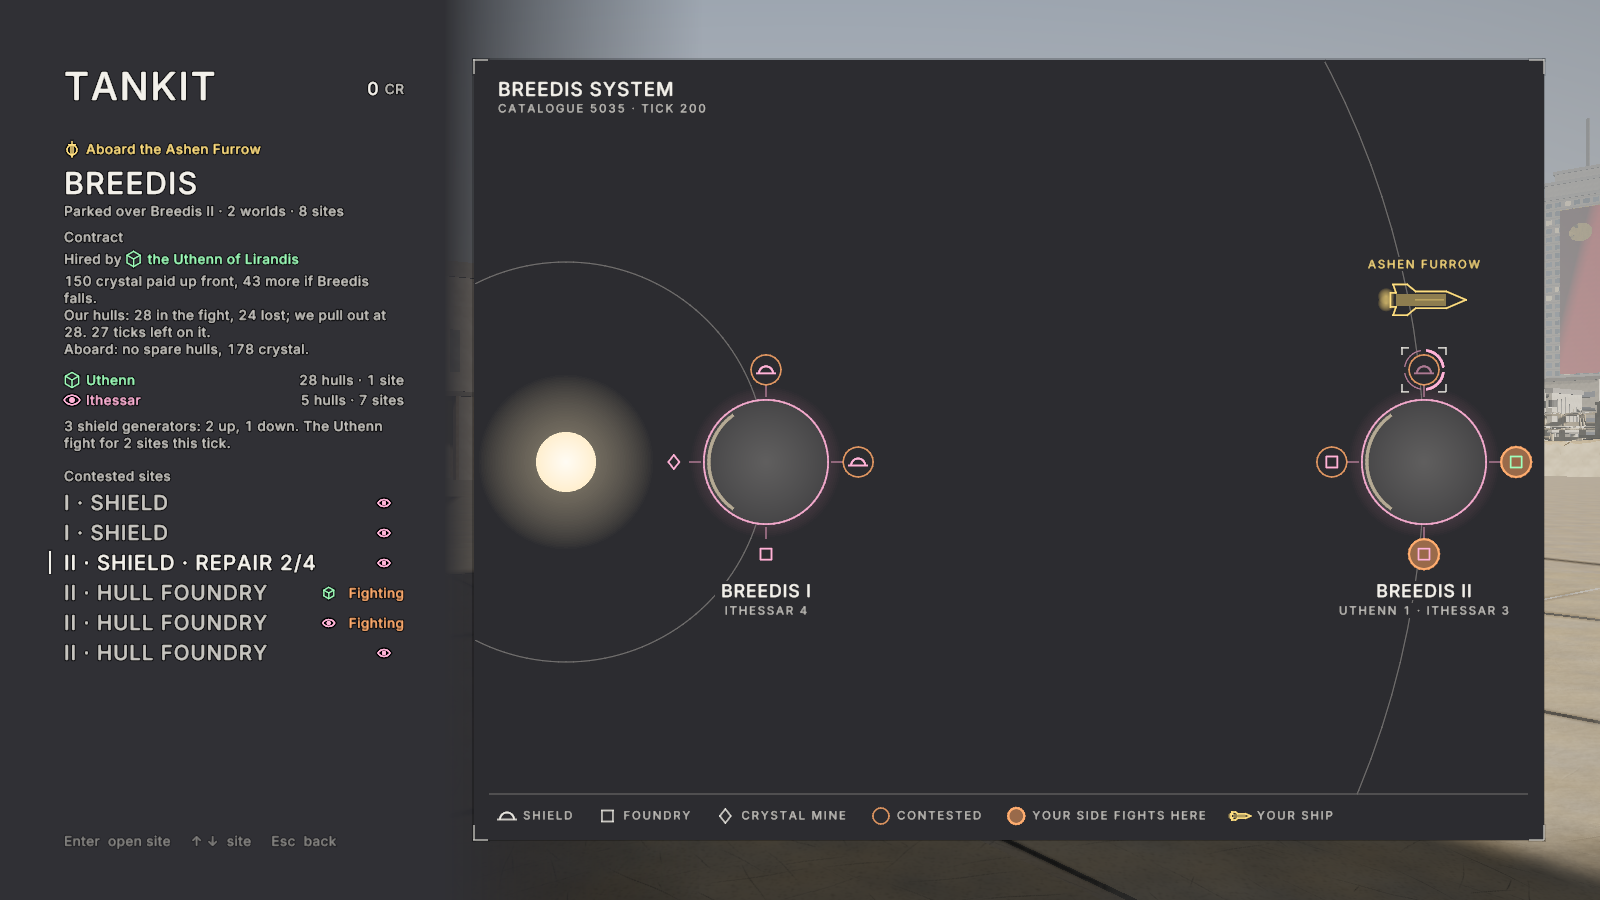 TANKIT
0 CR
Aboard the Ashen Furrow
BREEDIS
Parked over Breedis II · 2 worlds · 8 sites
Contract
Hired by the Uthenn of Lirandis
150 crystal paid up front, 43 more if Breedis
falls.
Our hulls: 28 in the fight, 24 lost; we pull out at
28. 27 ticks left on it.
Aboard: no spare hulls, 178 crystal.
Uthenn 28 hulls · 1 site
Ithessar 5 hulls · 7 sites
3 shield generators: 2 up, 1 down. The Uthenn
fight for 2 sites this tick.
Contested sites
I · SHIELD
I · SHIELD
II · SHIELD · REPAIR 2/4
II · HULL FOUNDRY Fighting
II · HULL FOUNDRY Fighting
II · HULL FOUNDRY
Enter open site ↑ ↓ site Esc back
BREEDIS SYSTEM
CATALOGUE 5035 · TICK 200
ASHEN FURROW
BREEDIS I
ITHESSAR 4
BREEDIS II
UTHENN 1 · ITHESSAR 3
SHIELD FOUNDRY CRYSTAL MINE CONTESTED YOUR SIDE FIGHTS HERE YOUR SHIP